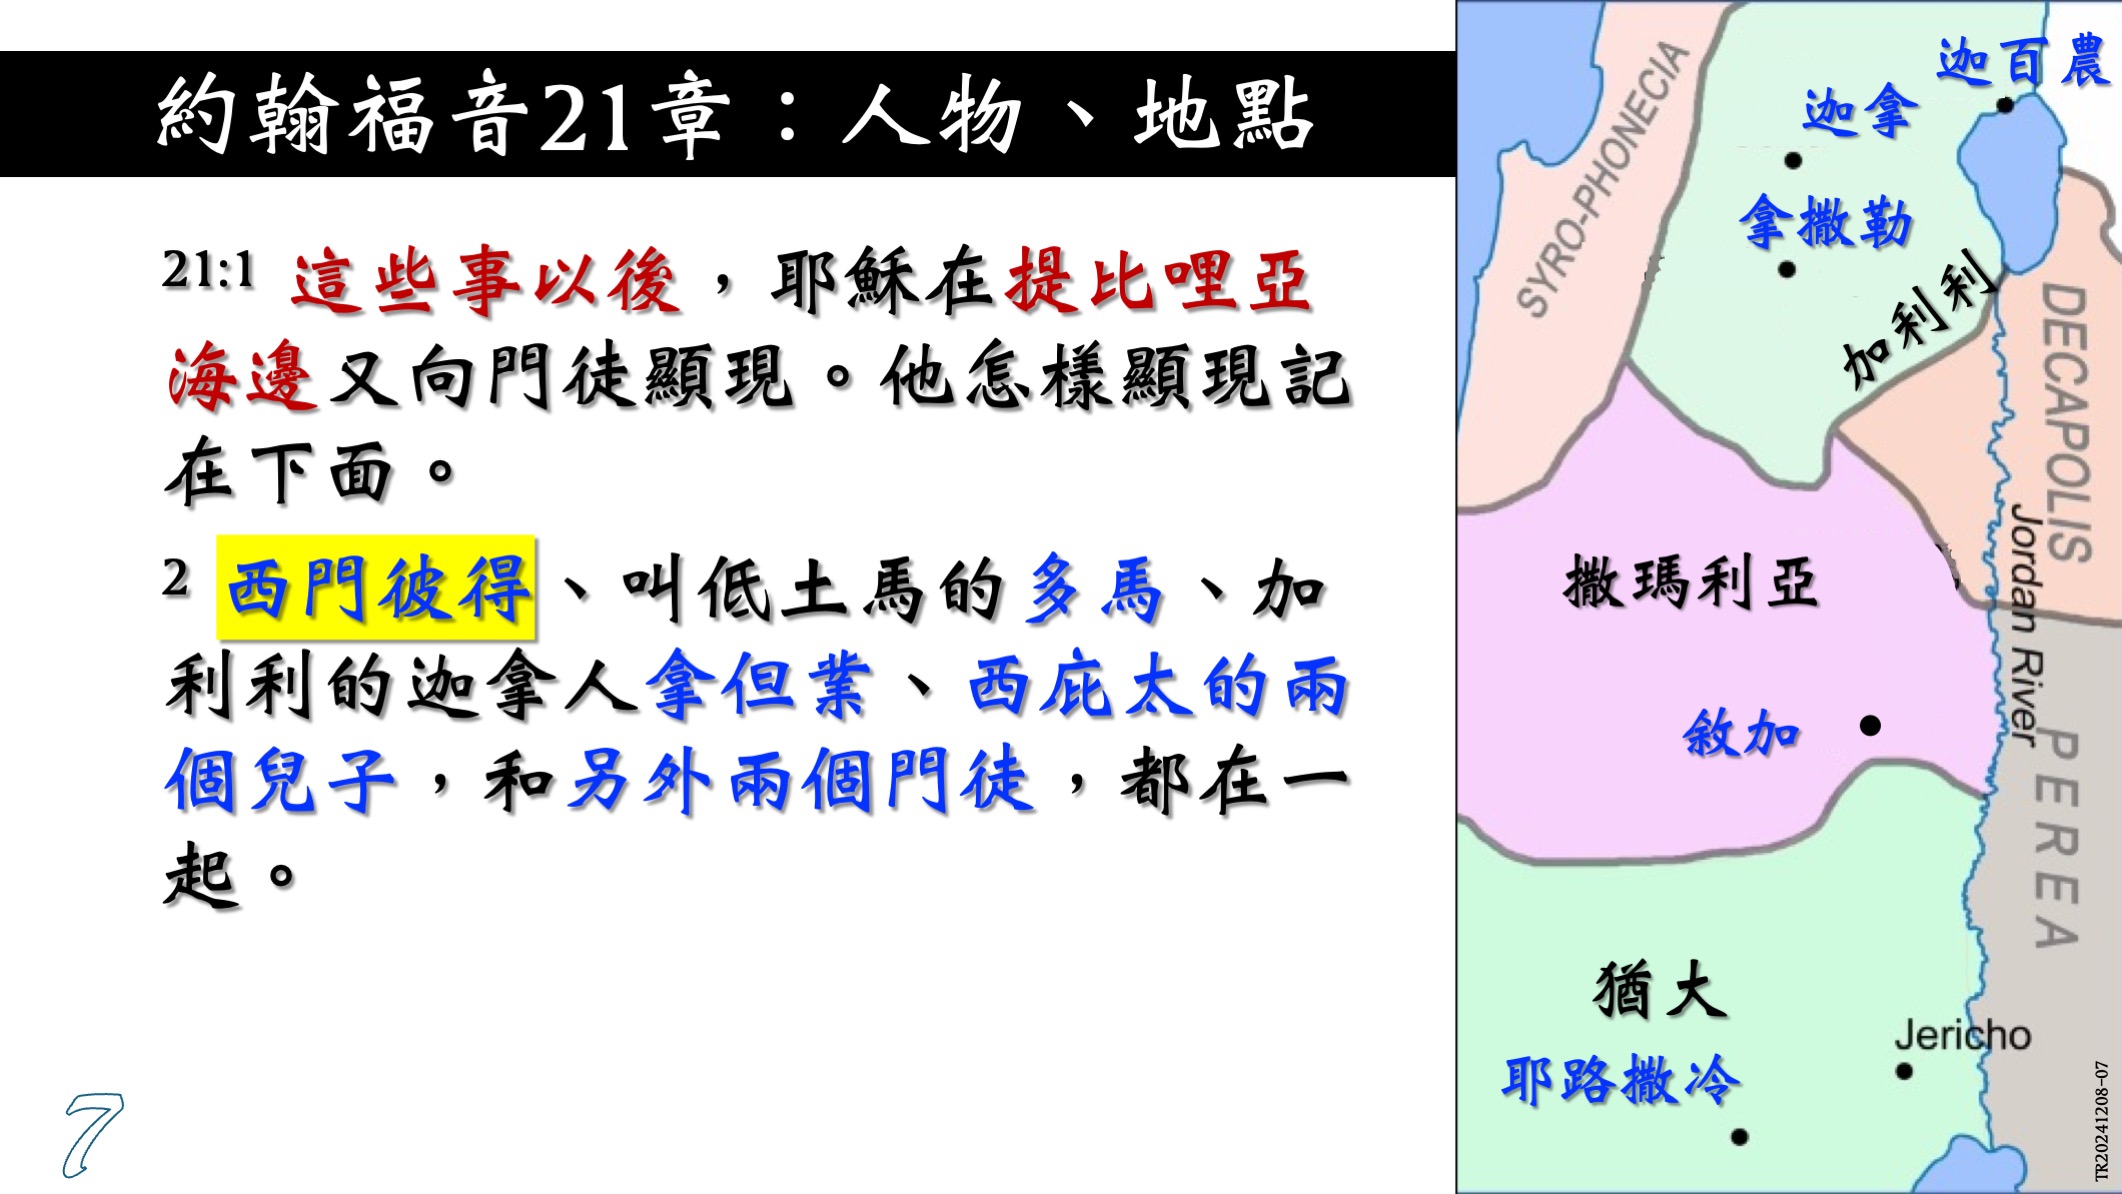 約翰福音21章：人物、地點
21:1 這些事以後，耶穌在提比哩亞
海邊又向門徒顯現。他怎樣顯現記
在下面。
2 西門彼得、叫低土馬的多馬、加
利利的迦拿人拿但業、西庇太的兩
個兒子，和另外兩個門徒，都在一
起。
7
迦百農
迦拿
SYRO-PHONECIA
拿撒勒
加利利
DECAPOLIS
Jordan River
撒瑪利亞
敘加
PEREA
猶大
Jericho
耶路撒冷
TR20241208-07